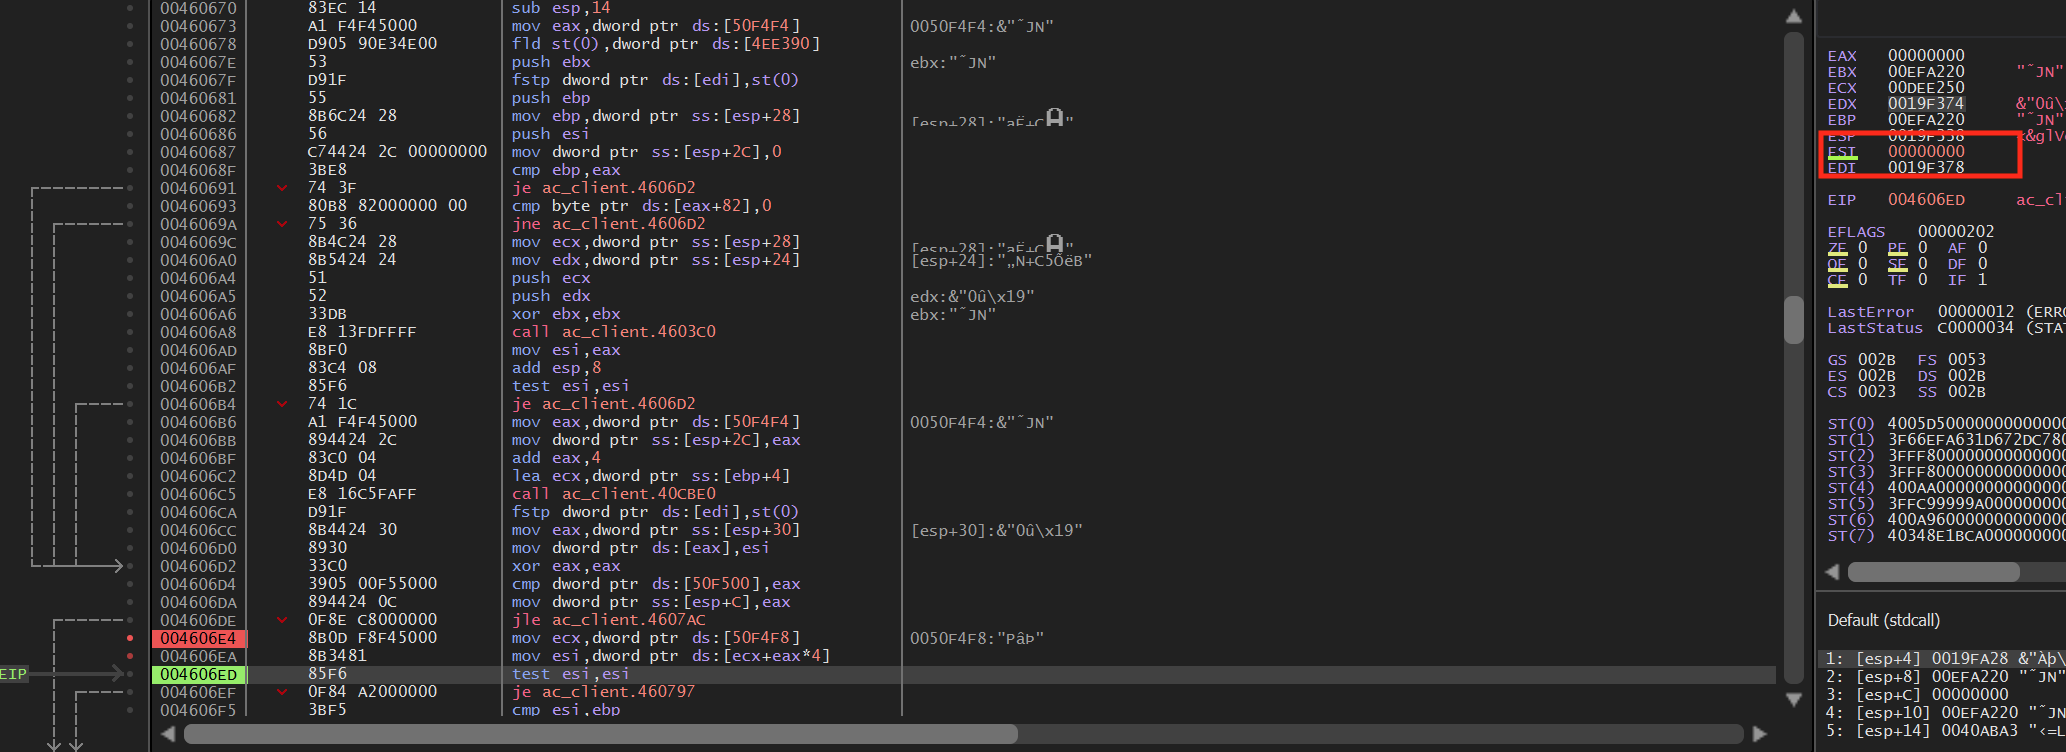 00460670 83EC 14 sub esp,14
00460673 A1 F4F45000 mov eax,dword ptr ds:[50F4F4] 0050F4F4:&"˜JN"
00460678 D905 90E34E00 fld st(0),dword ptr ds:[4EE390]
0046067E 53 push ebx ebx:"˜JN"
0046067F D91F fstp dword ptr ds:[edi],st(0)
00460681 55 push ebp
00460682 8B6C24 28 mov ebp,dword ptr ss:[esp+28] [esp+28]:"aË+C
00460686 56 push esi
00460687 C74424 2C 00000000 mov dword ptr ss:[esp+2C],0
0046068F 3BE8 cmp ebp,eax
00460691 74 3F je ac_client.4606D2
00460693 80B8 82000000 00 cmp byte ptr ds:[eax+82],0
0046069A 75 36 jne ac_client.4606D2
0046069C 8B4C24 28 mov ecx,dword ptr ss:[esp+28] [esp+28]:"aË+C
004606A0 8B5424 24 mov edx,dword ptr ss:[esp+24] [esp+24]:"„N+C5ÕëB"
004606A4 51 push ecx
004606A5 52 push edx edx:&"0û\x19"
004606A6 33DB xor ebx,ebx ebx:"˜JN"
004606A8 E8 13FDFFFF call ac_client.4603C0
004606AD 8BF0 mov esi,eax
004606AF 83C4 08 add esp,8
004606B2 85F6 test esi,esi
004606B4 74 1C je ac_client.4606D2
004606B6 A1 F4F45000 mov eax,dword ptr ds:[50F4F4] 0050F4F4:&"˜JN"
004606BB 894424 2C mov dword ptr ss:[esp+2C],eax
004606BF 83C0 04 add eax,4
004606C2 8D4D 04 lea ecx,dword ptr ss:[ebp+4]
004606C5 E8 16C5FAFF call ac_client.40CBE0
004606CA D91F fstp dword ptr ds:[edi],st(0)
004606CC 8B4424 30 mov eax,dword ptr ss:[esp+30] [esp+30]:&"0û\x19"
004606D0 8930 mov dword ptr ds:[eax],esi
004606D2 33C0 xor eax,eax
004606D4 3905 00F55000 cmp dword ptr ds:[50F500],eax
004606DA 894424 0C mov dword ptr ss:[esp+C],eax
004606DE 0F8E C8000000 jle ac_client.4607AC
004606E4 8B0D F8F45000 mov ecx,dword ptr ds:[50F4F8] 0050F4F8:"PâÞ"
004606EA 8B3481 mov esi,dword ptr ds:[ecx+eax*4]
EIP 004606ED 85F6 test esi,esi
004606EF 0F84 A2000000 je ac_client.460797
004606F5 3BF5 cmp esi,ebp
EAX 00000000
EBX 00EFA220 "˜JN"
ECX 00DEE250
EDX 0019F374 &"0û\x
EBP 00EFA220 "˜JN"
ESP 0019F338
ESI 00000000
EDI 0019F378
EIP 004606ED ac_cl
EFLAGS 00000202
ZF 0 PF 0 AF 0
OF 0 SF 0 DF 0
CF 0 TF 0 IF 1
LastError 00000012 (ERRO
LastStatus C0000034 (STAT
GS 002B FS 0053
ES 002B DS 002B
CS 0023 SS 002B
ST(0) 4005D50000000000000
ST(1) 3F66EFA631D672DC780
ST(2) 3FFF800000000000000
ST(3) 3FFF800000000000000
ST(4) 400AA00000000000000
ST(5) 3FFC99999A000000000
ST(6) 400A960000000000000
ST(7) 40348E1BCA000000000
Default (stdcall)
1: [esp+4] 0019FA28 &"Àþ\
2: [esp+8] 00EFA220 "˜JN"
3: [esp+C] 00000000
4: [esp+10] 00EFA220 "˜JN
5: [esp+14] 0040ABA3 "‹=L